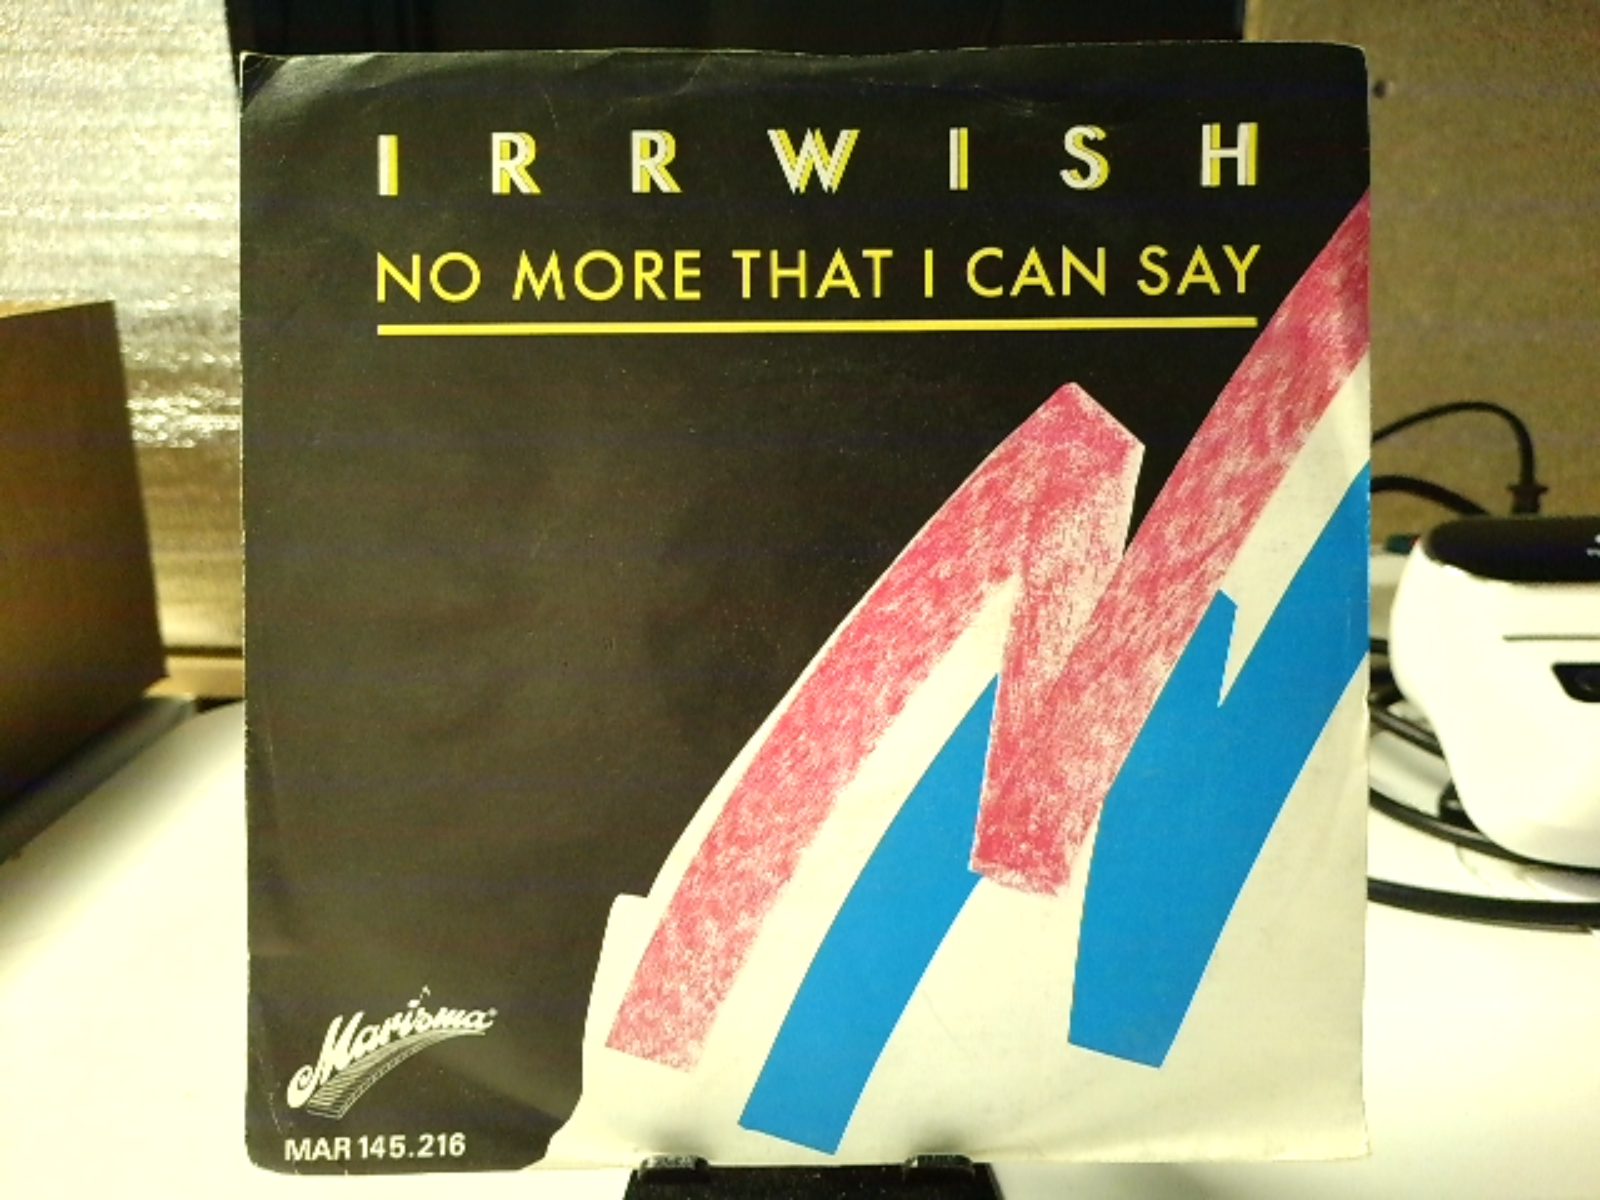 IRRWISH
NO MORE THAT I CAN SAY
Marisma
MAR 145.216